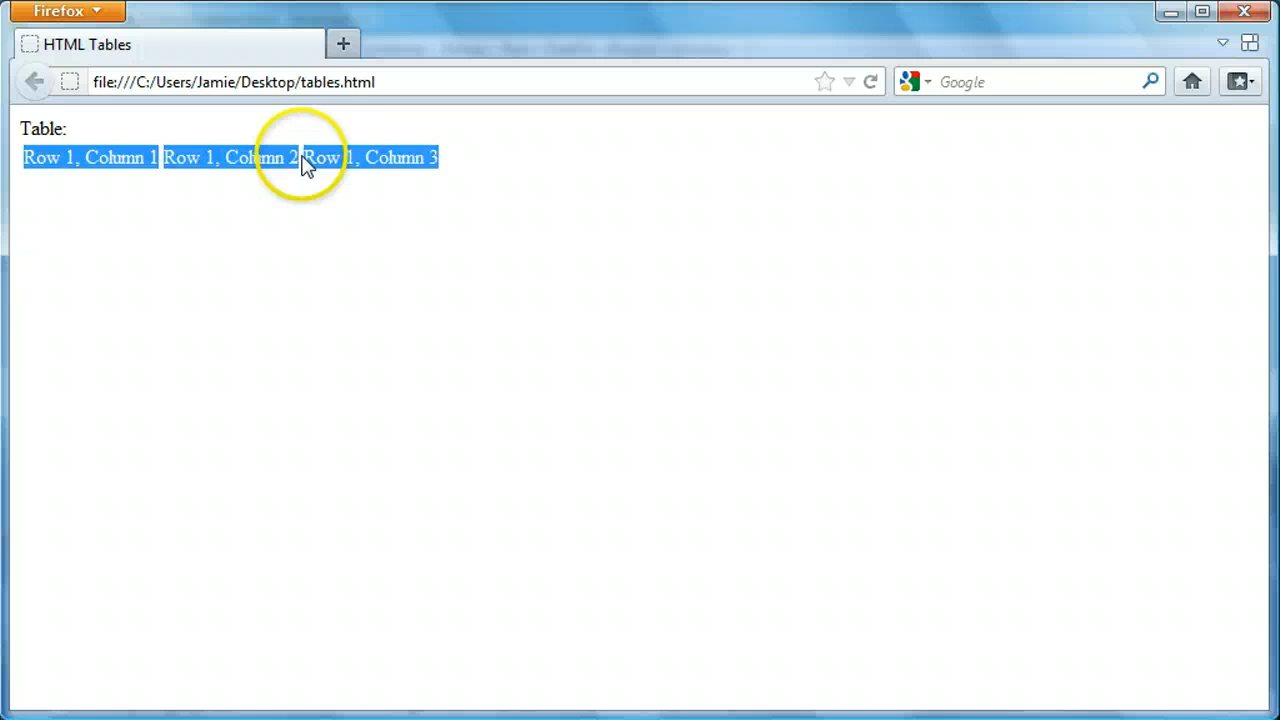 Firefox
HTML Tables
file:///C:/Users/Jamie/Desktop/tables.html
Google
Table:
Row 1, Column 1 Row 1, Column 2 Row 1, Column 3